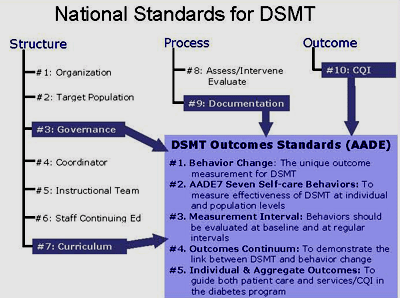 National Standards for DSMT
Structure
Process
Outcome
#1: Organization
#2: Target Population
#3: Governance
#4: Coordinator
#5: Instructional Team
#6: Staff Continuing Ed
#7: Curriculum
#8: Assess/Intervene
Evaluate
#9: Documentation
#10: CQI
DSMT Outcomes Standards (AADE)
#1. Behavior Change: The unique outcome
measurement for DSMT
#2. AADE7 Seven Self-care Behaviors: To
measure effectiveness of DSMT at individual
and population levels
#3. Measurement Interval: Behaviors should
be evaluated at baseline and at regular
intervals
#4. Outcomes Continuum: To demonstrate the
link between DSMT and behavior change
#5. Individual & Aggregate Outcomes: To
guide both patient care and services/CQI in
the diabetes program